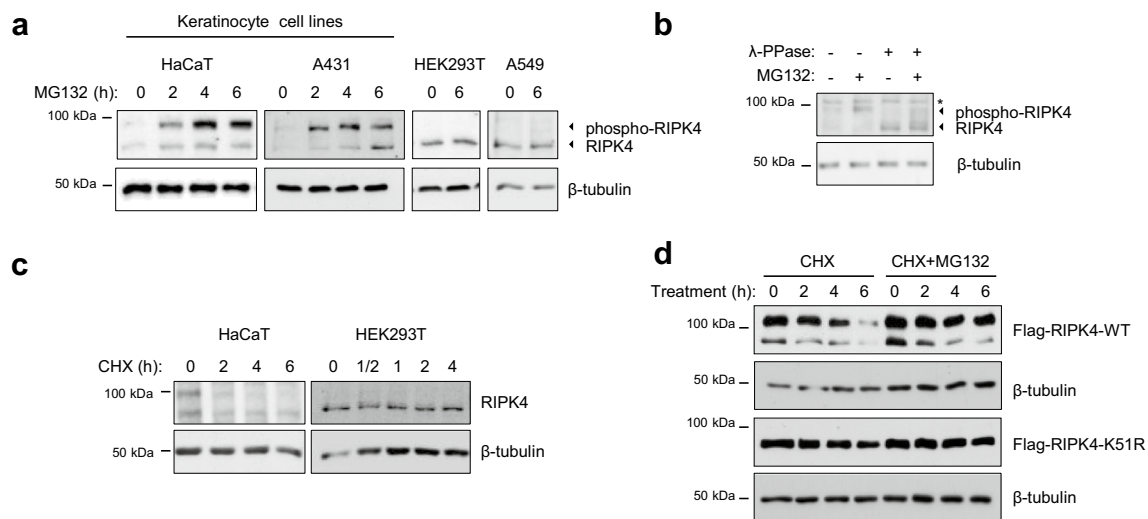 a
Keratinocyte cell lines
HaCaT A431 HEK293T A549
MG132 (h): 0 2 4 6 0 2 4 6 0 6 0 6
100 kDa
phospho-RIPK4
RIPK4
50 kDa
β-tubulin
b
λ-PPase: - - + +
MG132: - + - +
100 kDa
*
phospho-RIPK4
RIPK4
50 kDa
β-tubulin
c
HaCaT HEK293T
CHX (h): 0 2 4 6 0 1/2 1 2 4
100 kDa
RIPK4
50 kDa
β-tubulin
d
CHX CHX+MG132
Treatment (h): 0 2 4 6 0 2 4 6
100 kDa
Flag-RIPK4-WT
50 kDa
β-tubulin
100 kDa
Flag-RIPK4-K51R
50 kDa
β-tubulin